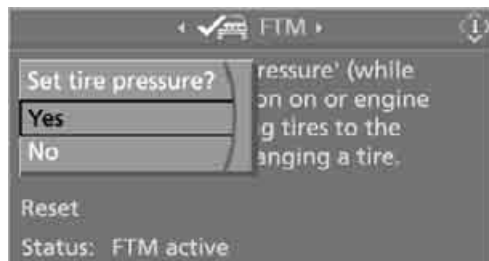 FTM
Set tire pressure?
ressure' (while
Yes
on on or engine
g tires to the
No
anging a tire.
Reset
Status: FTM active